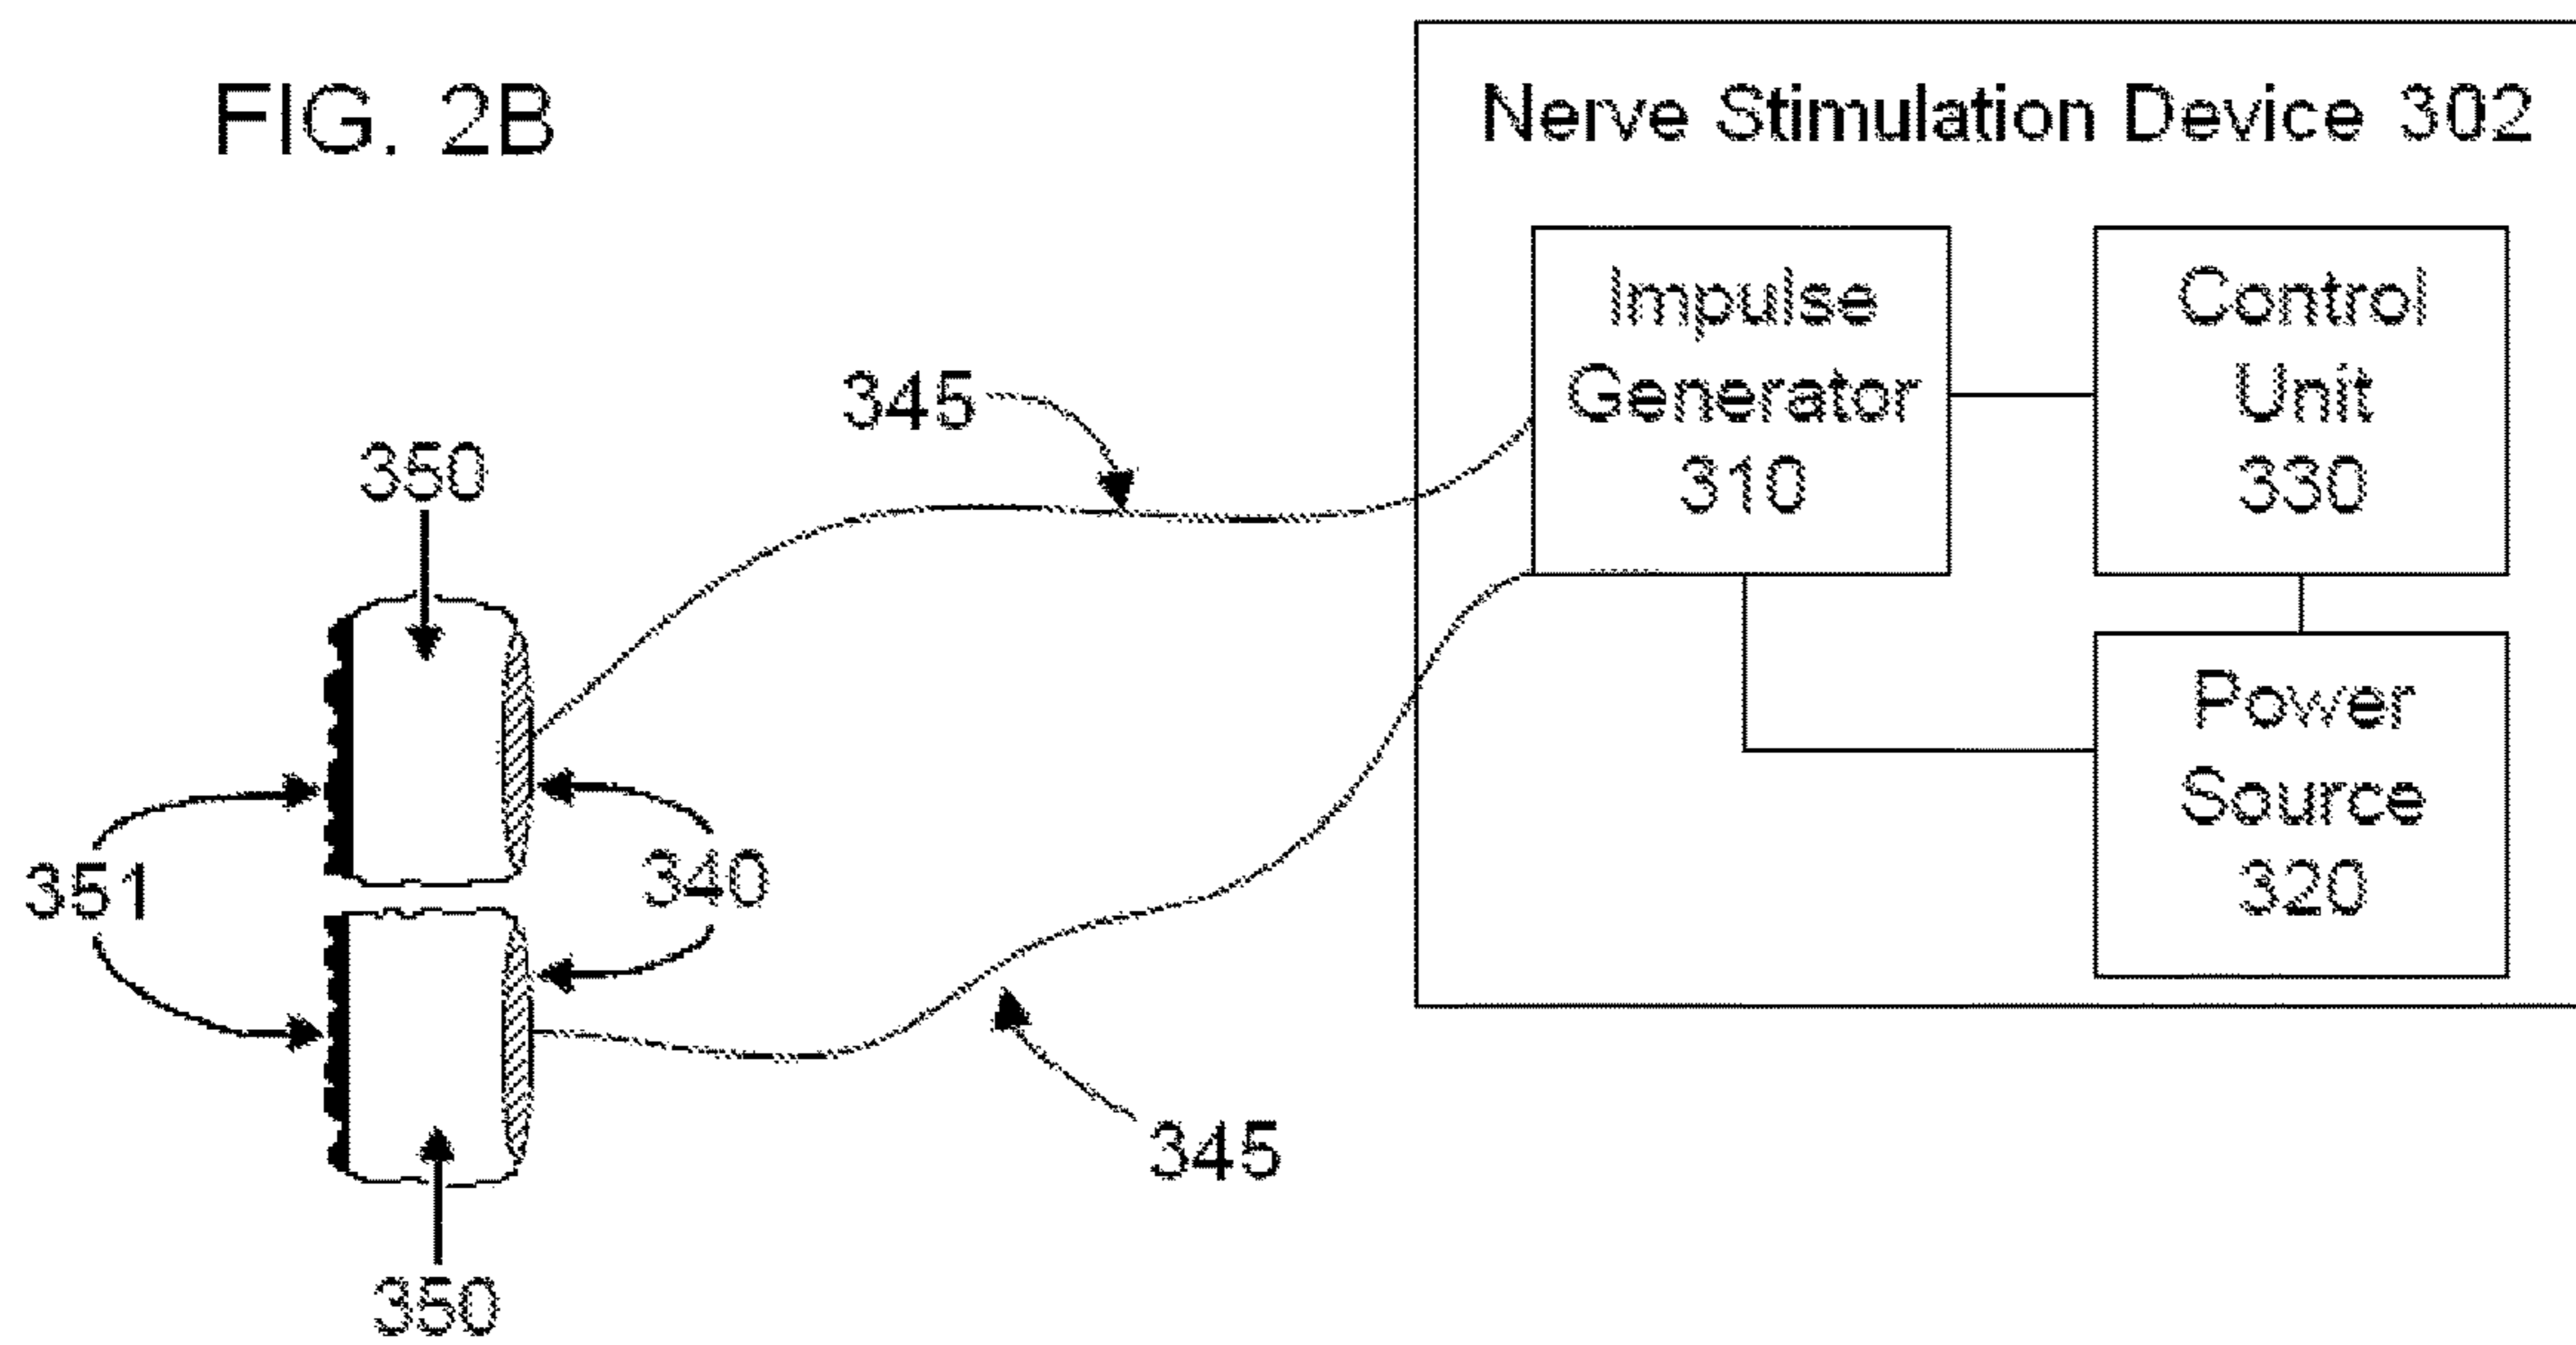 FIG. 2B
Nerve Stimulation Device 302
Impulse
Generator
310
Control
Unit
330
Power
Source
320
345
350
351
340
345
350